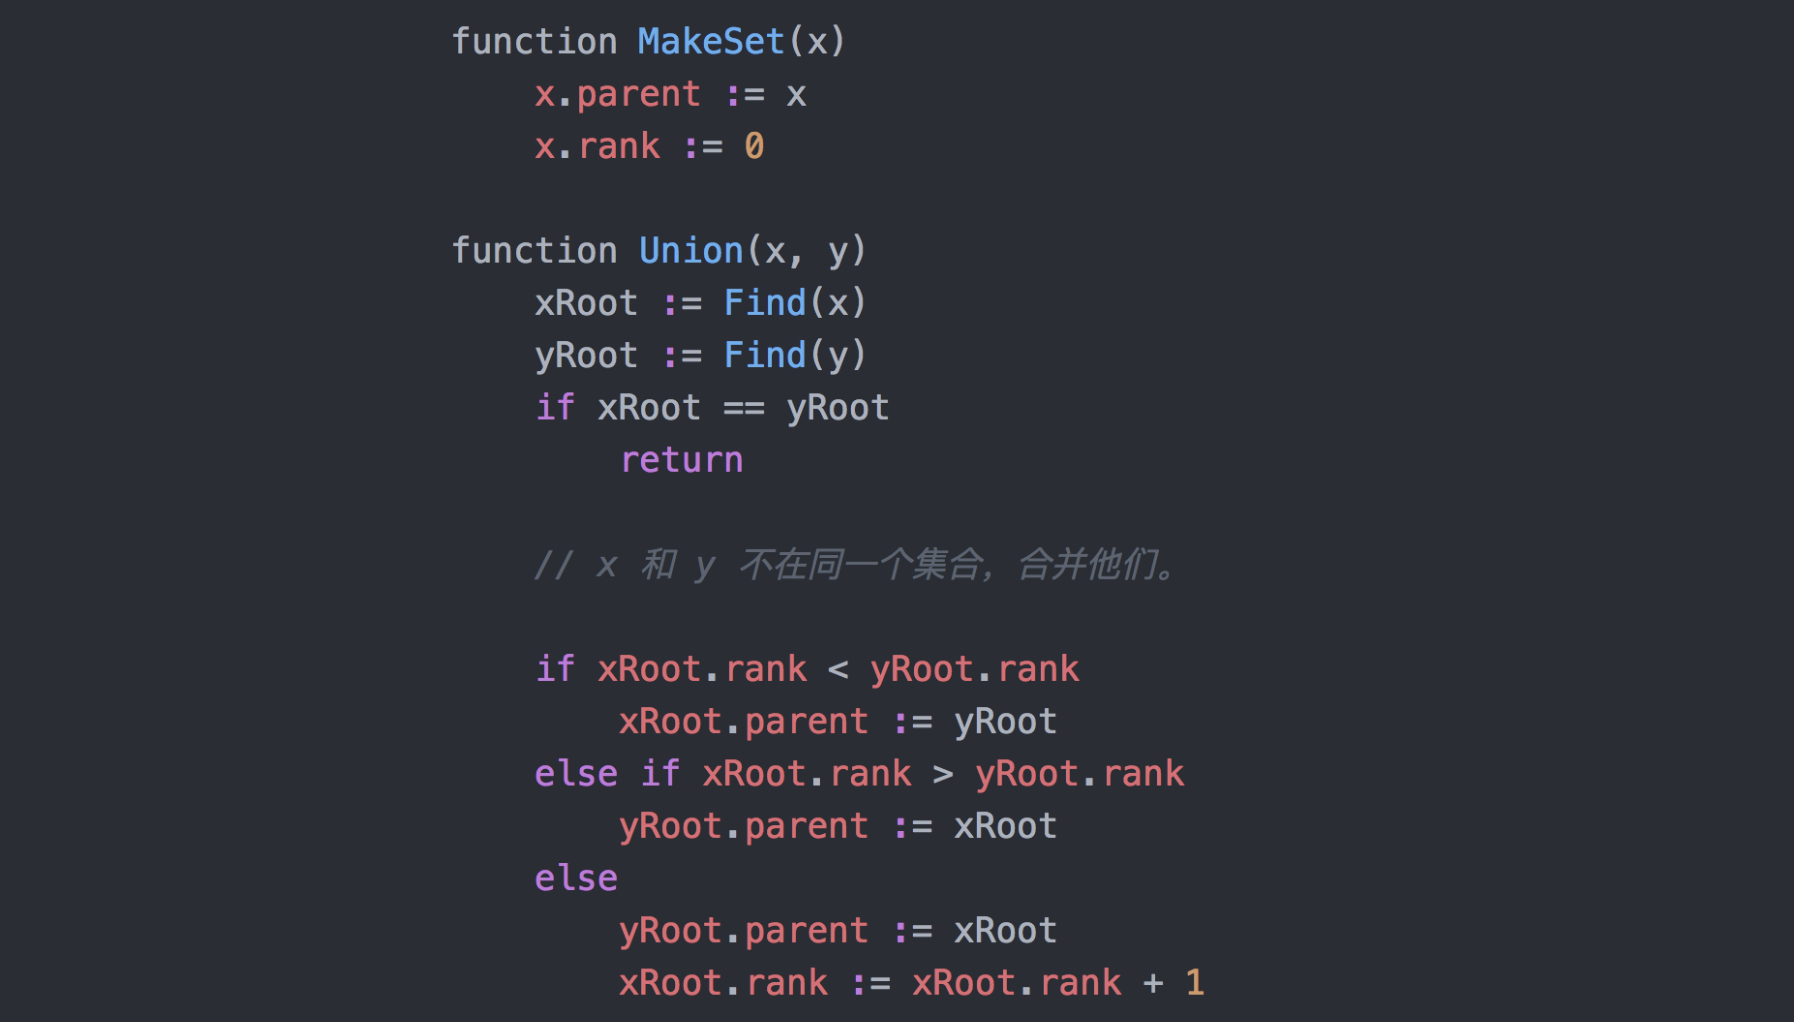 function MakeSet(x)
    x.parent := x
    x.rank := 0
function Union(x, y)
    xRoot := Find(x)
    yRoot := Find(y)
    if xRoot == yRoot
        return
    // x 和 y 不在同一个集合，合并他们。
    if xRoot.rank < yRoot.rank
        xRoot.parent := yRoot
    else if xRoot.rank > yRoot.rank
        yRoot.parent := xRoot
    else
        yRoot.parent := xRoot
        xRoot.rank := xRoot.rank + 1